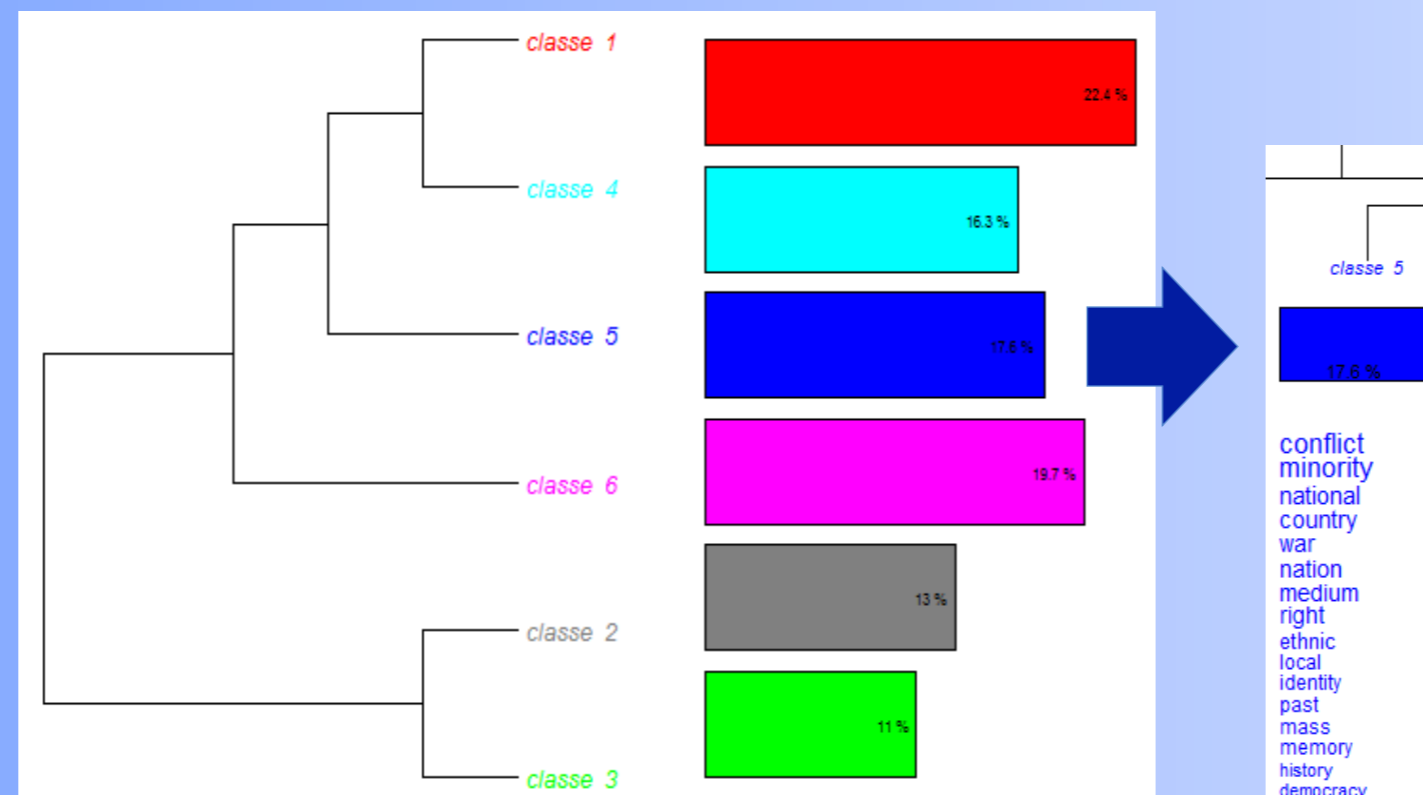 classe 1
22.4 %
classe 4
16.3 %
classe 5
17.6 %
classe 6
19.7 %
classe 2
13 %
classe 3
11 %
classe 5
17.6 %
conflict
minority
national
country
war
nation
medium
right
ethnic
local
identity
past
mass
memory
history
democracy